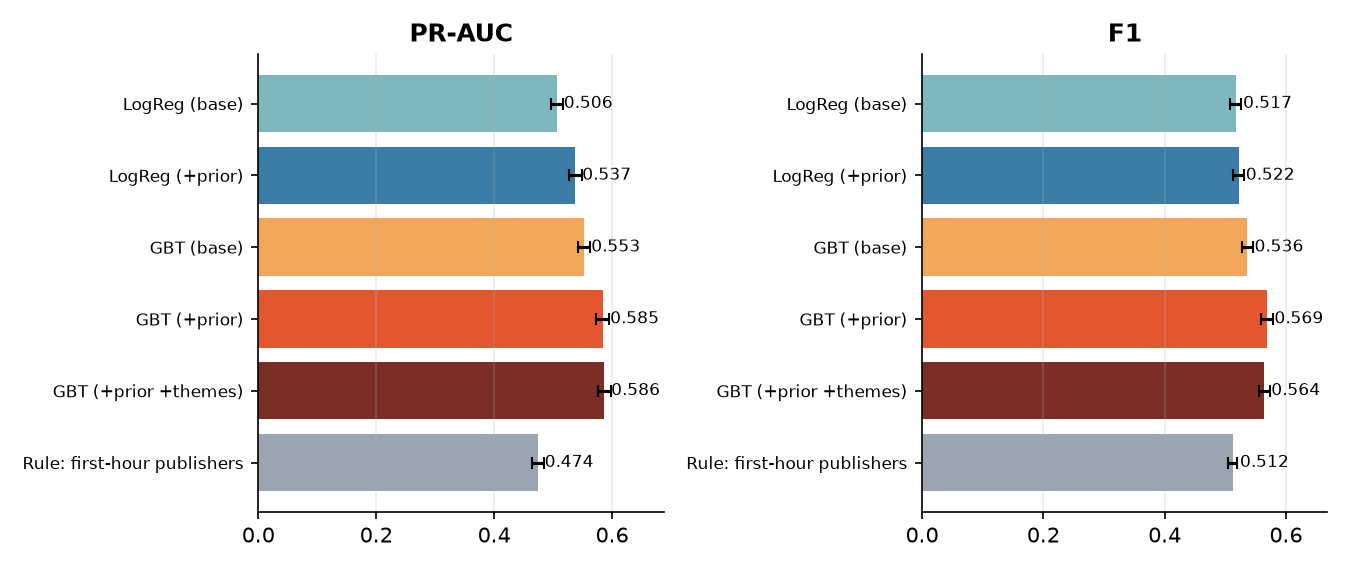 PR-AUC
LogReg (base)
0.506
LogReg (+prior)
0.537
GBT (base)
0.553
GBT (+prior)
0.585
GBT (+prior +themes)
0.586
Rule: first-hour publishers
0.474
0.0 0.2 0.4 0.6
F1
LogReg (base)
0.517
LogReg (+prior)
0.522
GBT (base)
0.536
GBT (+prior)
0.569
GBT (+prior +themes)
0.564
Rule: first-hour publishers
0.512
0.0 0.2 0.4 0.6